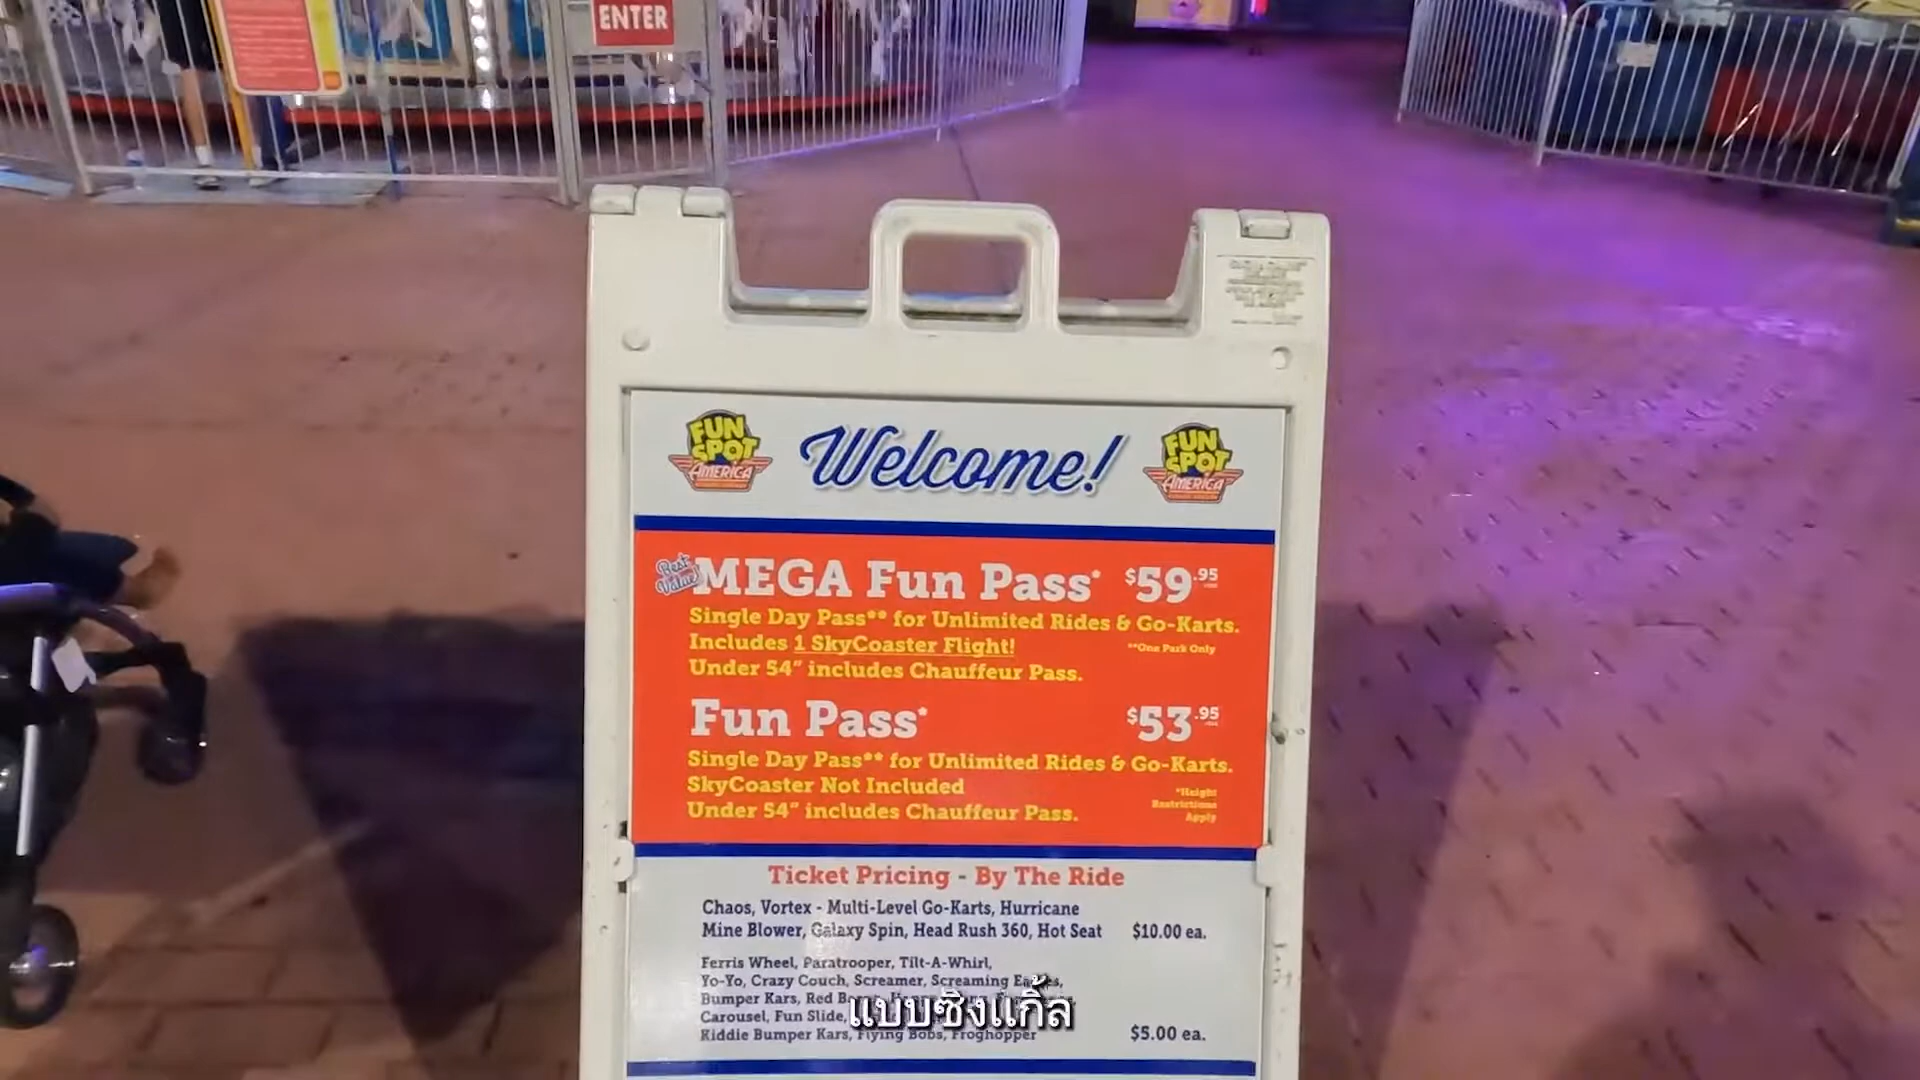 ENTER
FUN SPOT AMERICA
Welcome!
FUN SPOT AMERICA
Best Value!
MEGA Fun Pass* $59.95
Single Day Pass** for Unlimited Rides & Go-Karts.
Includes 1 SkyCoaster Flight!
**One Park Only
Under 54" includes Chauffeur Pass.
Fun Pass* $53.95
Single Day Pass** for Unlimited Rides & Go-Karts.
SkyCoaster Not Included
*Height Restrictions Apply
Under 54" includes Chauffeur Pass.
Ticket Pricing - By The Ride
Chaos, Vortex - Multi-Level Go-Karts, Hurricane
Mine Blower, Galaxy Spin, Head Rush 360, Hot Seat $10.00 ea.
Ferris Wheel, Paratrooper, Tilt-A-Whirl,
Yo-Yo, Crazy Couch, Screamer, Screaming Eagles,
Bumper Kars, Red
Carousel, Fun Slide,
Kiddie Bumper Kars, Flying Bobs, Froghopper $5.00 ea.
แบบซิงแกิ้ล